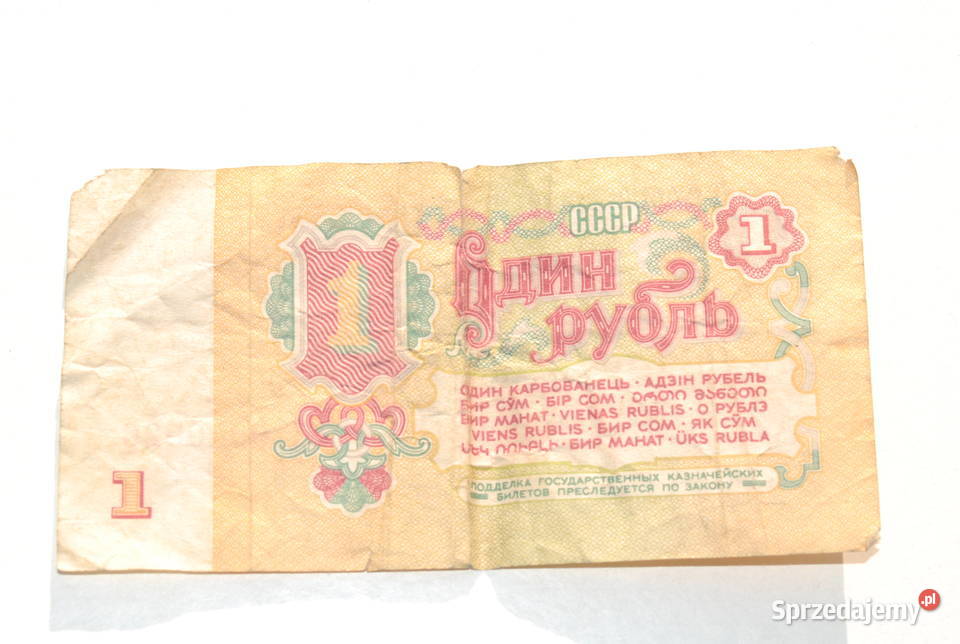 СССР
1
Один
рубль
1
ОДИН КАРБОВАНЕЦЬ · АДЗІН РУБЕЛЬ
БИР СЎМ · БІР СОМ · ᲔᲠᲗᲘ ᲛᲐᲜᲔᲗᲘ
БИР МАНАТ · VIENAS RUBLIS · О РУБЛЭ
VIENS RUBLIS · БИР СОМ · ЯК СЎМ
ՄԵԿ ՌՈՒԲԼԻ · БИР МАНАТ · ÜKS RUBLA
ПОДДЕЛКА ГОСУДАРСТВЕННЫХ КАЗНАЧЕЙСКИХ
БИЛЕТОВ ПРЕСЛЕДУЕТСЯ ПО ЗАКОНУ
1
Sprzedajemy.pl